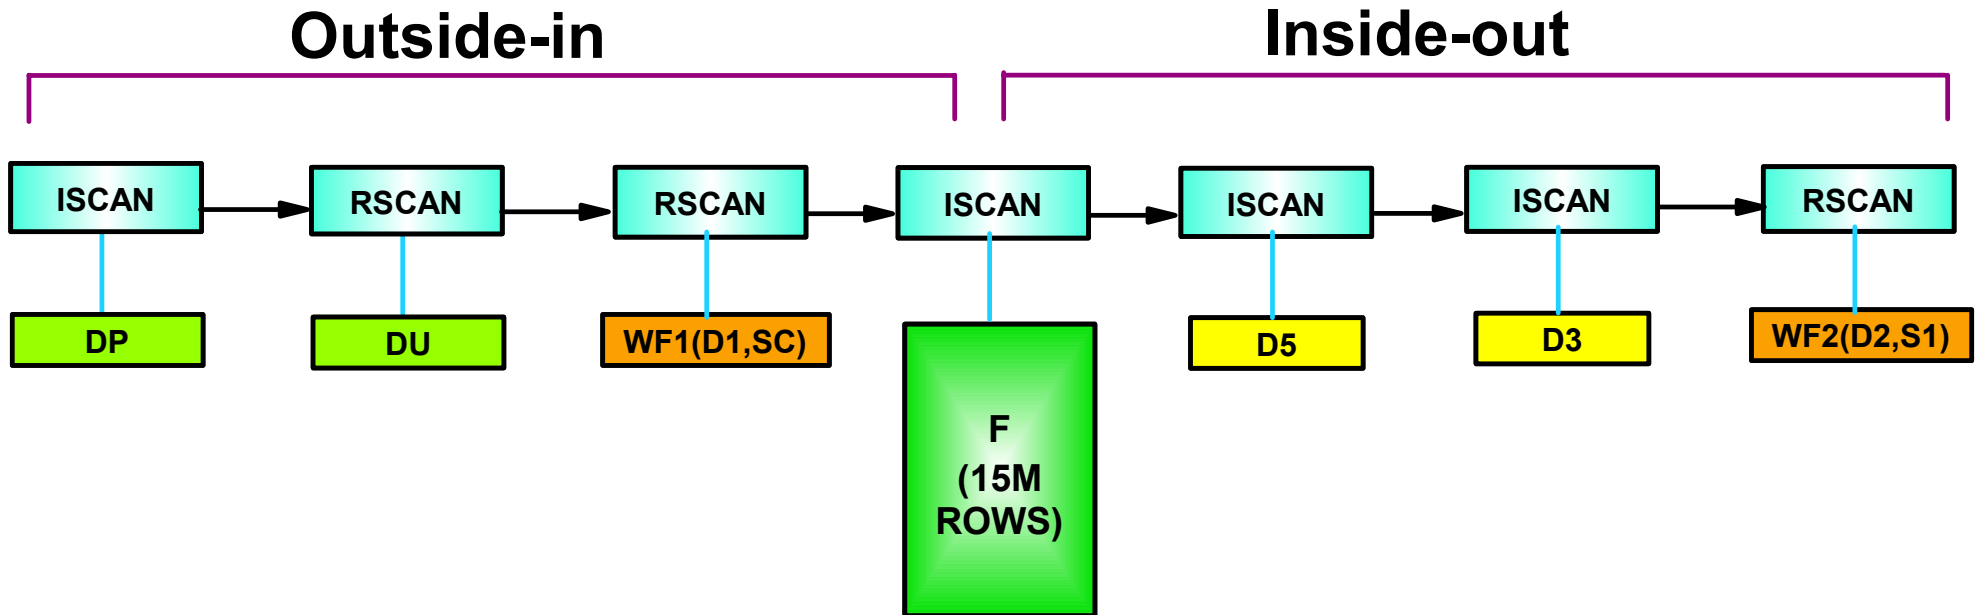 Outside-in
Inside-out
ISCAN
RSCAN
RSCAN
ISCAN
ISCAN
ISCAN
RSCAN
DP
DU
WF1(D1,SC)
D5
D3
WF2(D2,S1)
F
(15M
ROWS)